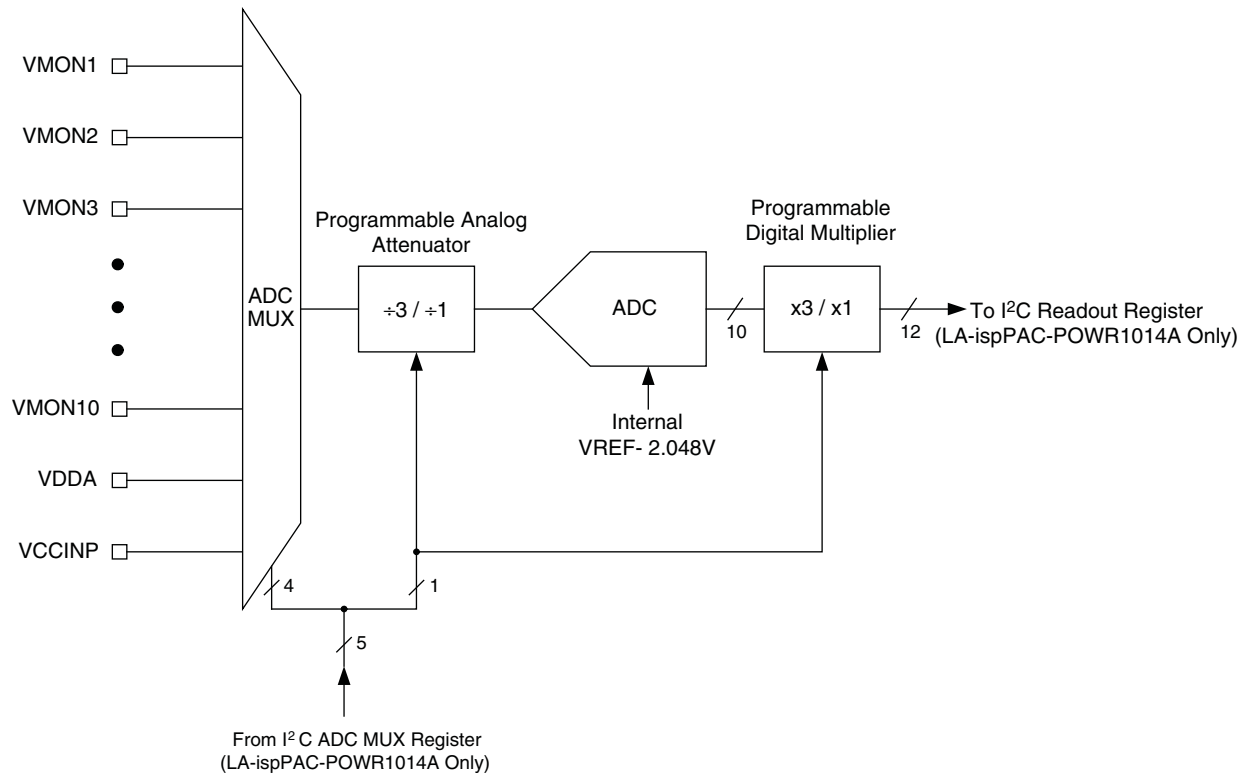 VMON1
VMON2
VMON3
VMON10
VDDA
VCCINP
ADC
MUX
Programmable Analog
Attenuator
÷3 / ÷1
ADC
Internal
VREF- 2.048V
10
Programmable
Digital Multiplier
x3 / x1
12
To I²C Readout Register
(LA-ispPAC-POWR1014A Only)
4
1
5
From I² C ADC MUX Register
(LA-ispPAC-POWR1014A Only)